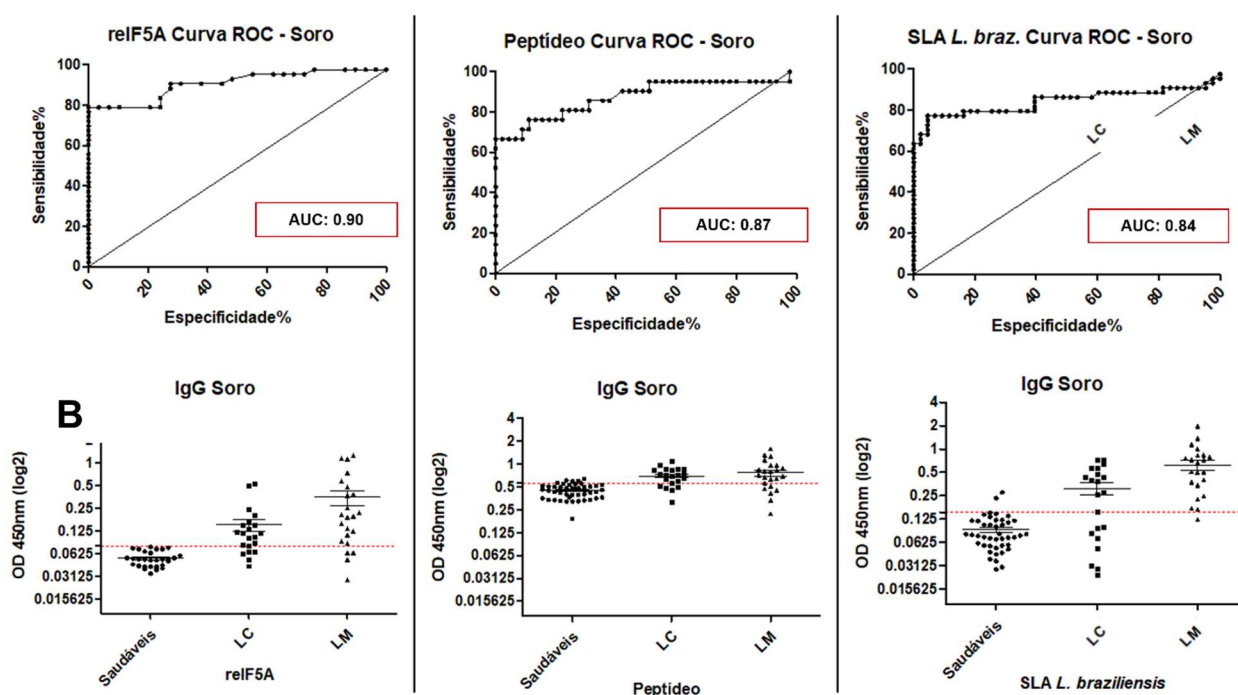 reIF5A Curva ROC - Soro
Sensibilidade%
100
80
60
40
20
0
0
20
40
60
80
100
AUC: 0.90
Especificidade%
Peptídeo Curva ROC - Soro
Sensibilidade%
100
80
60
40
20
0
0
20
40
60
80
100
AUC: 0.87
Especificidade%
SLA L. braz. Curva ROC - Soro
Sensibilidade%
100
80
60
40
20
0
0
20
40
60
80
100
LC
LM
AUC: 0.84
Especificidade%
B
IgG Soro
OD 450nm (log2)
1
0.5
0.25
0.125
0.0625
0.03125
0.015625
Saudáveis
LC
LM
reIF5A
IgG Soro
OD 450nm (log2)
4
2
1
0.5
0.25
0.125
0.0625
0.03125
0.015625
Saudáveis
LC
LM
Peptídeo
IgG Soro
OD 450nm (log2)
4
2
1
0.5
0.25
0.125
0.0625
0.03125
0.015625
Saudáveis
LC
LM
SLA L. braziliensis